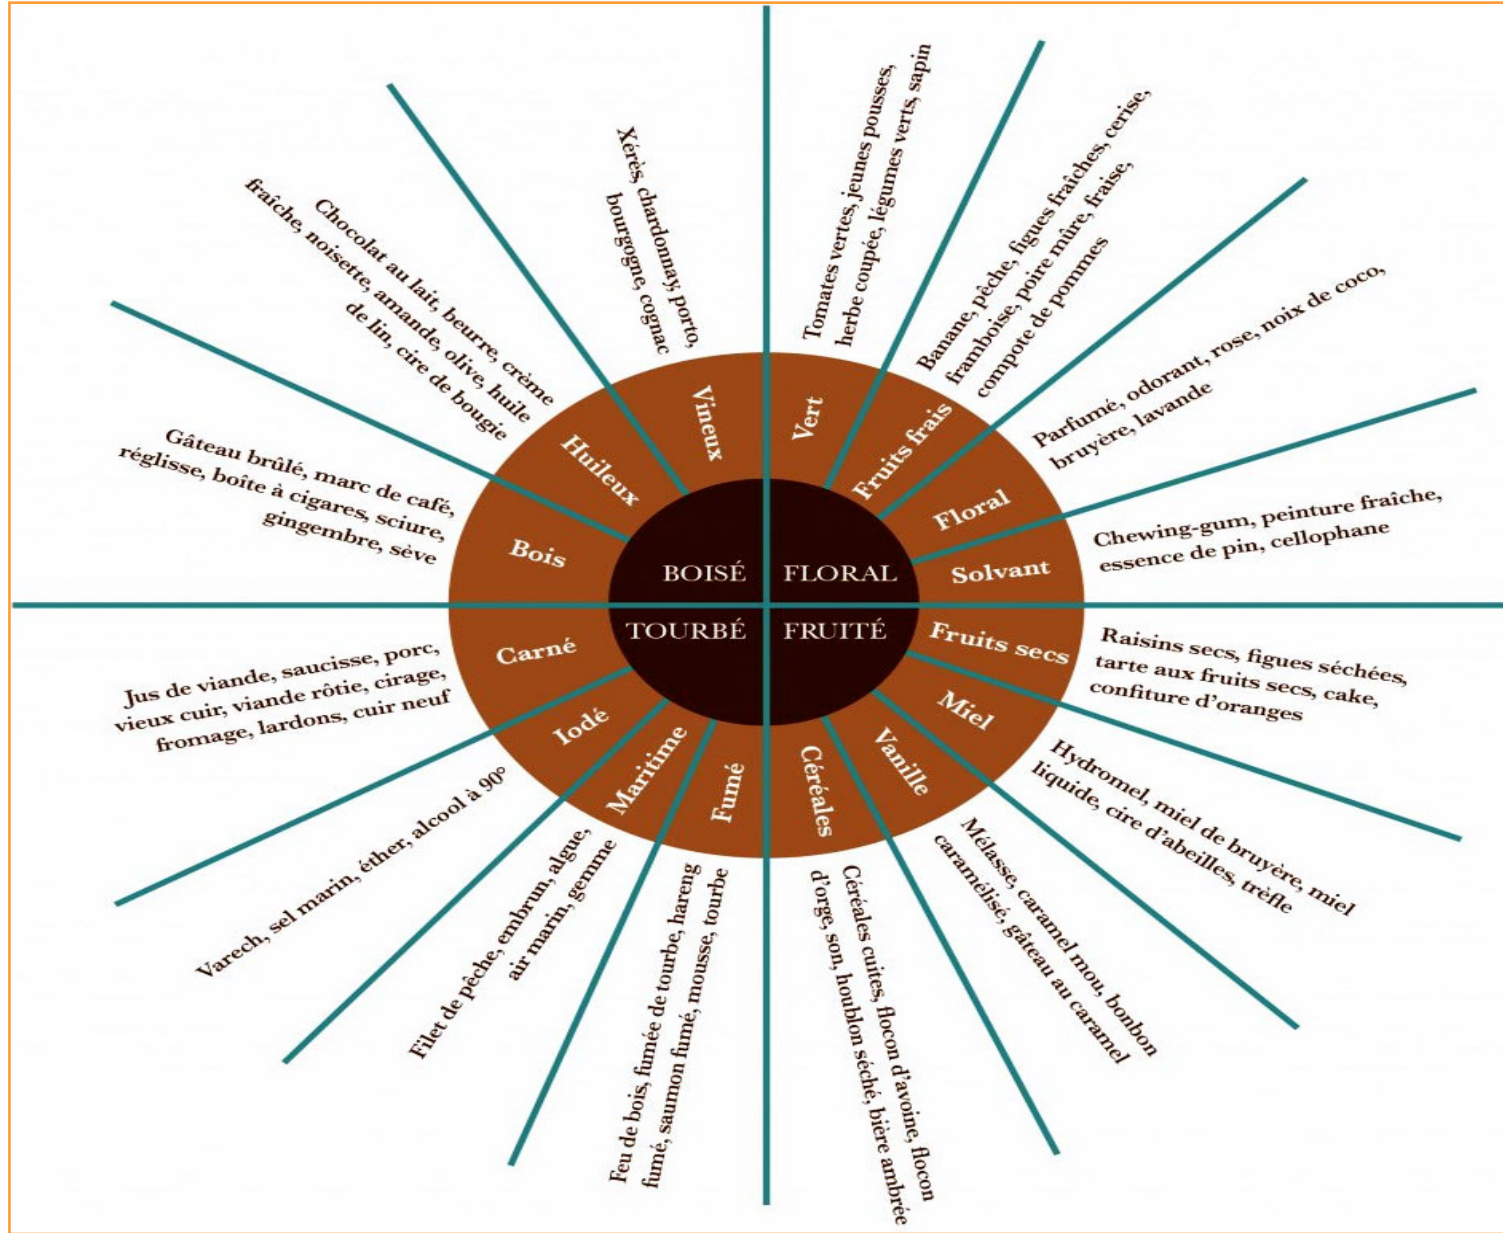 BOISÉ
FLORAL
TOURBÉ
FRUITÉ
Vert
Tomates vertes, jeunes pousses,
herbe coupée, légumes verts, sapin
Fruits frais
Banane, pêche, figues fraîches, cerise,
framboise, poire mûre, fraise,
compote de pommes
Floral
Parfumé, odorant, rose, noix de coco,
bruyère, lavande
Solvant
Chewing-gum, peinture fraîche,
essence de pin, cellophane
Fruits secs
Raisins secs, figues séchées,
tarte aux fruits secs, cake,
confiture d'oranges
Miel
Hydromel, miel de bruyère, miel
liquide, cire d'abeilles, trèfle
Vanille
Mélasse, caramel mou, bonbon
caramélisé, gâteau au caramel
Céréales
Céréales cuites, flocon d'avoine, flocon
d'orge, son, houblon séché, bière ambrée
Fumé
Feu de bois, fumée de tourbe, hareng
fumé, saumon fumé, mousse, tourbe
Maritime
Filet de pêche, embrun, algue,
air marin, gemme
Iodé
Varech, sel marin, éther, alcool à 90°
Carné
Jus de viande, saucisse, porc,
vieux cuir, viande rôtie, cirage,
fromage, lardons, cuir neuf
Bois
Gâteau brûlé, marc de café,
réglisse, boîte à cigares, sciure,
gingembre, sève
Huileux
Chocolat au lait, beurre, crème
fraîche, noisette, amande, olive, huile
de lin, cire de bougie
Vineux
Xérès, chardonnay, porto,
bourgogne, cognac